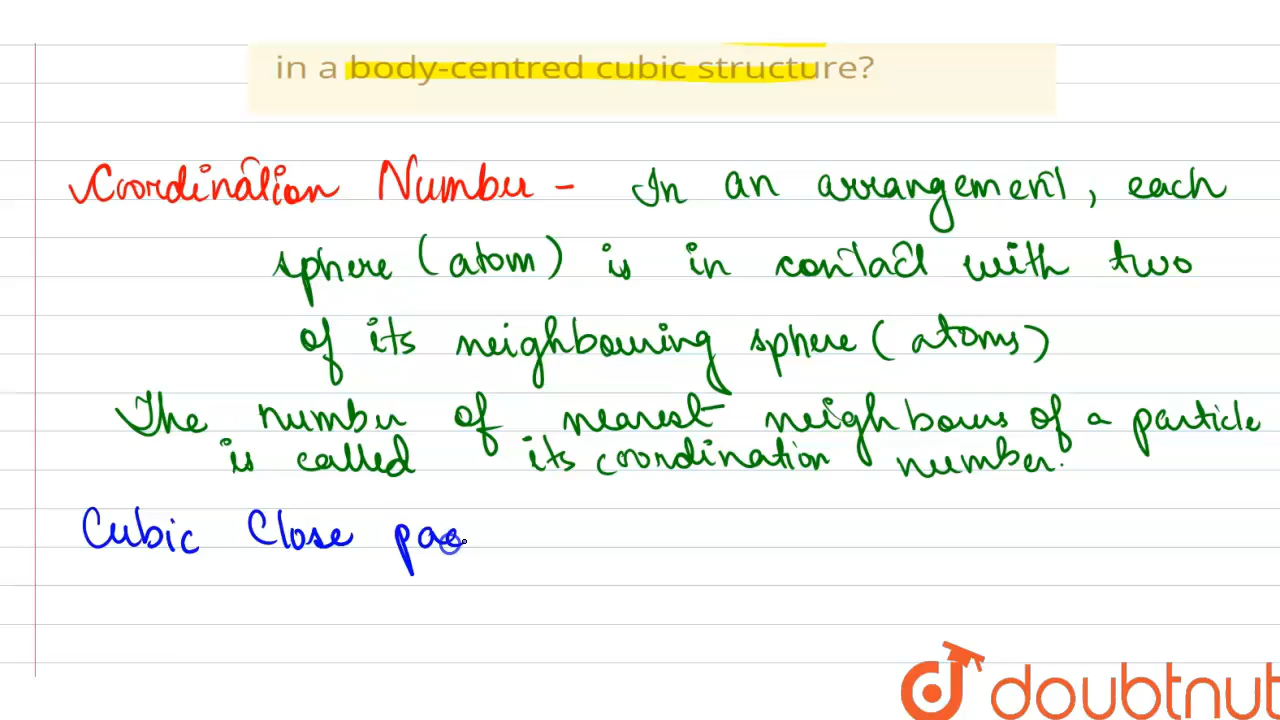 in a body-centred cubic structure?
Coordination Number - In an arrangement, each
sphere (atom) is in contact with two
of its neighbouring sphere (atoms)
The number of nearest neighbours of a particle
is called its coordination number.
Cubic Close pac
doubtnut